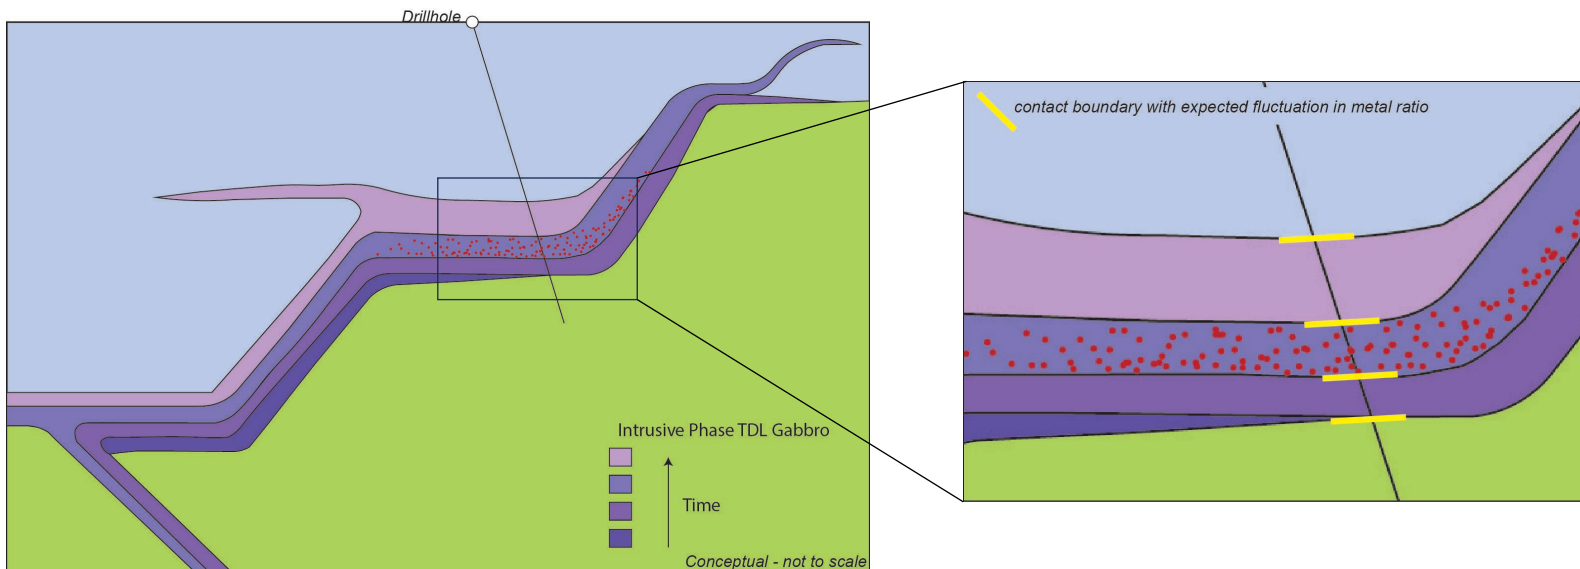 Drillhole
contact boundary with expected fluctuation in metal ratio
Intrusive Phase TDL Gabbro
Time
Conceptual - not to scale